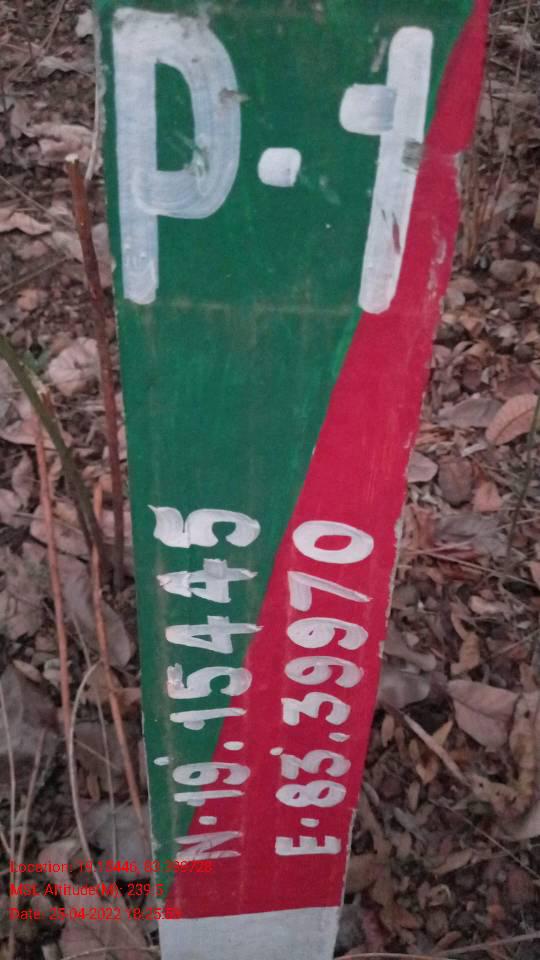 P.1
N.19.15445
E.83.39970
Location: 19.15446, 83.399728
Msl. Altitude(M): 239.5
Date: 25-04-2022 18:25:53